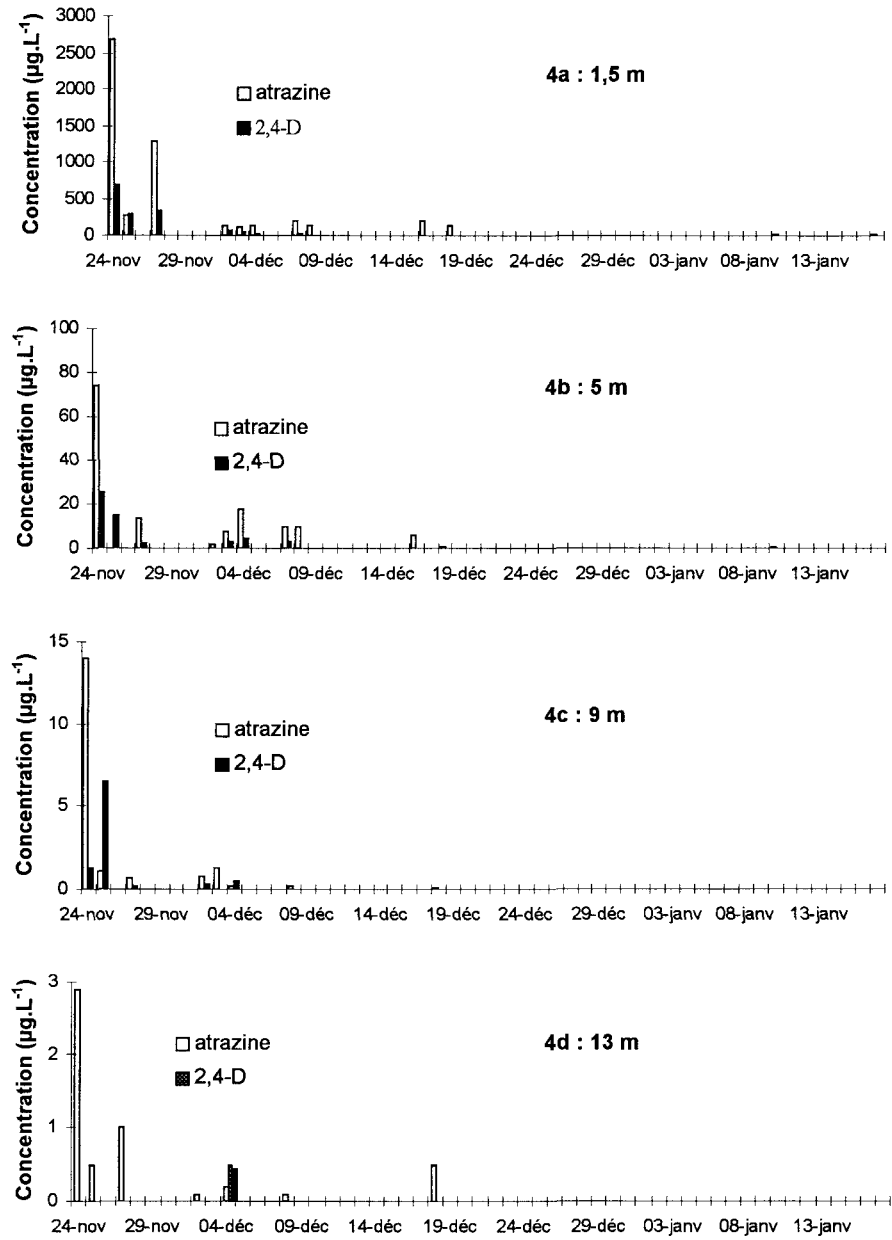 3000
2500
2000
1500
1000
500
0
Concentration (µg.L⁻¹)
4a : 1,5 m
atrazine
2,4-D
24-nov 29-nov 04-déc 09-déc 14-déc 19-déc 24-déc 29-déc 03-janv 08-janv 13-janv
100
80
60
40
20
0
Concentration (µg.L⁻¹)
4b : 5 m
atrazine
2,4-D
24-nov 29-nov 04-déc 09-déc 14-déc 19-déc 24-déc 29-déc 03-janv 08-janv 13-janv
15
10
5
0
Concentration (µg.L⁻¹)
4c : 9 m
atrazine
2,4-D
24-nov 29-nov 04-déc 09-déc 14-déc 19-déc 24-déc 29-déc 03-janv 08-janv 13-janv
3
2
1
0
Concentration (µg.L⁻¹)
4d : 13 m
atrazine
2,4-D
24-nov 29-nov 04-déc 09-déc 14-déc 19-déc 24-déc 29-déc 03-janv 08-janv 13-janv